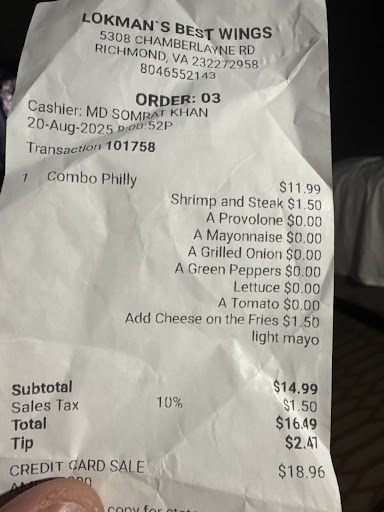 LOKMAN`S BEST WINGS
5308 CHAMBERLAYNE RD
RICHMOND, VA 232272958
8046552143
ORDER: 03
Cashier: MD SOMRAT KHAN
20-Aug-2025
Transaction 101758
1 Combo Philly $11.99
Shrimp and Steak $1.50
A Provolone $0.00
A Mayonnaise $0.00
A Grilled Onion $0.00
A Green Peppers $0.00
Lettuce $0.00
A Tomato $0.00
Add Cheese on the Fries $1.50
light mayo
Subtotal $14.99
Sales Tax 10% $1.50
Total $16.49
Tip $2.47
CREDIT CARD SALE $18.96
copy for